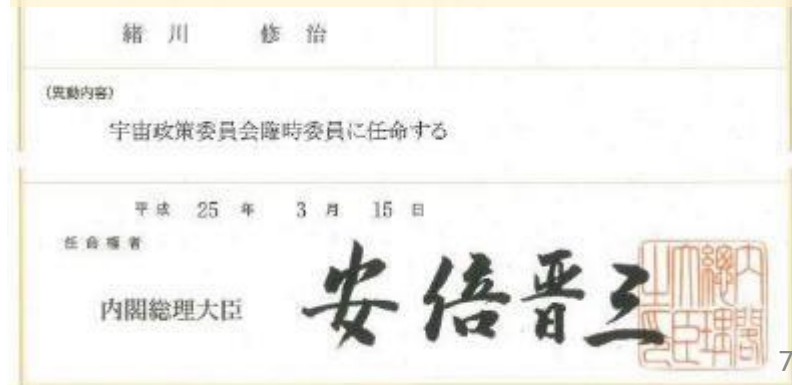 緒川 修治
(異動内容)
宇宙政策委員会臨時委員に任命する
平成 25 年 3 月 15 日
任命権者
内閣総理大臣 安倍晋三
内閣総理大臣之印
7